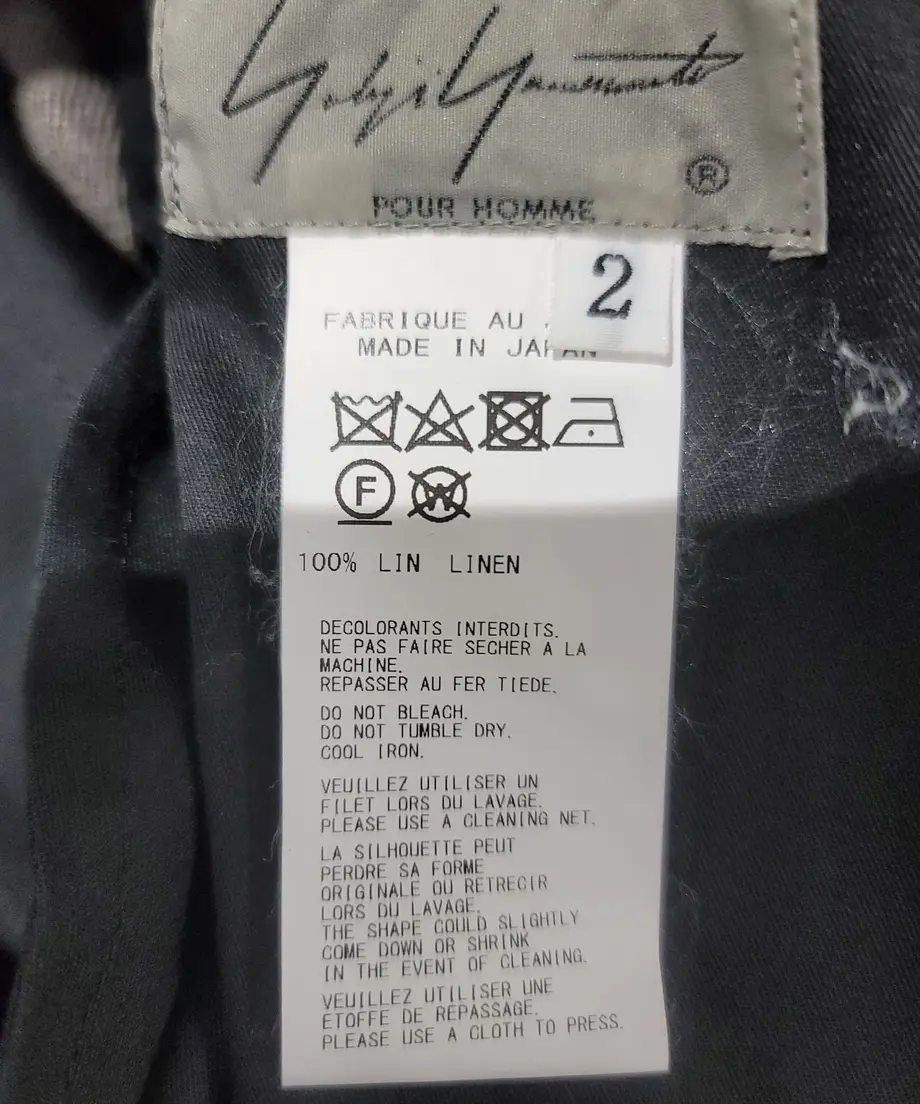 Yohji Yamamoto
®
POUR HOMME
2
FABRIQUE AU
MADE IN JAPAN
F
W
100% LIN LINEN
DECOLORANTS INTERDITS.
NE PAS FAIRE SECHER A LA
MACHINE.
REPASSER AU FER TIEDE.
DO NOT BLEACH.
DO NOT TUMBLE DRY.
COOL IRON.
VEUILLEZ UTILISER UN
FILET LORS DU LAVAGE.
PLEASE USE A CLEANING NET.
LA SILHOUETTE PEUT
PERDRE SA FORME
ORIGINALE OU RETRECIR
LORS DU LAVAGE.
THE SHAPE COULD SLIGHTLY
COME DOWN OR SHRINK
IN THE EVENT OF CLEANING.
VEUILLEZ UTILISER UNE
ETOFFE DE REPASSAGE.
PLEASE USE A CLOTH TO PRESS.